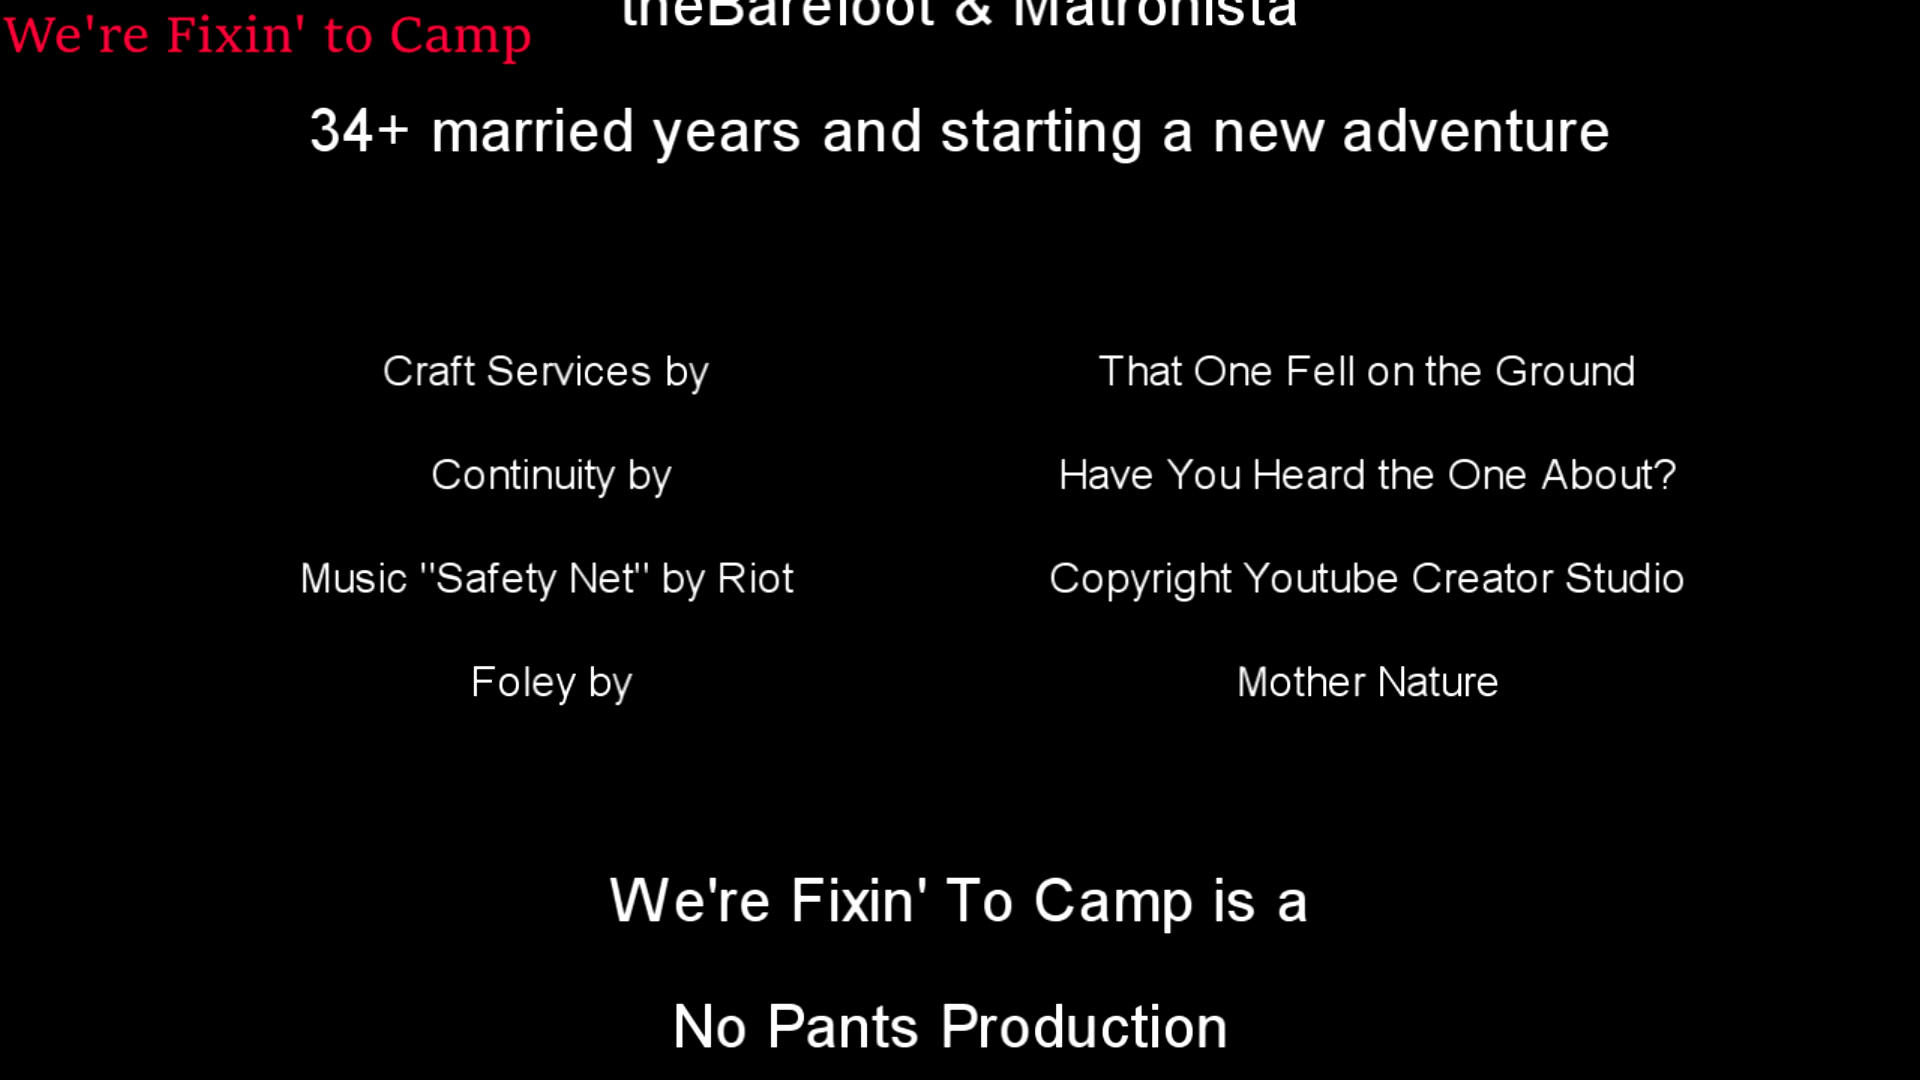 We're Fixin' to Camp
theBarefoot & Matronista
34+ married years and starting a new adventure
Craft Services by That One Fell on the Ground
Continuity by Have You Heard the One About?
Music "Safety Net" by Riot Copyright Youtube Creator Studio
Foley by Mother Nature
We're Fixin' To Camp is a
No Pants Production